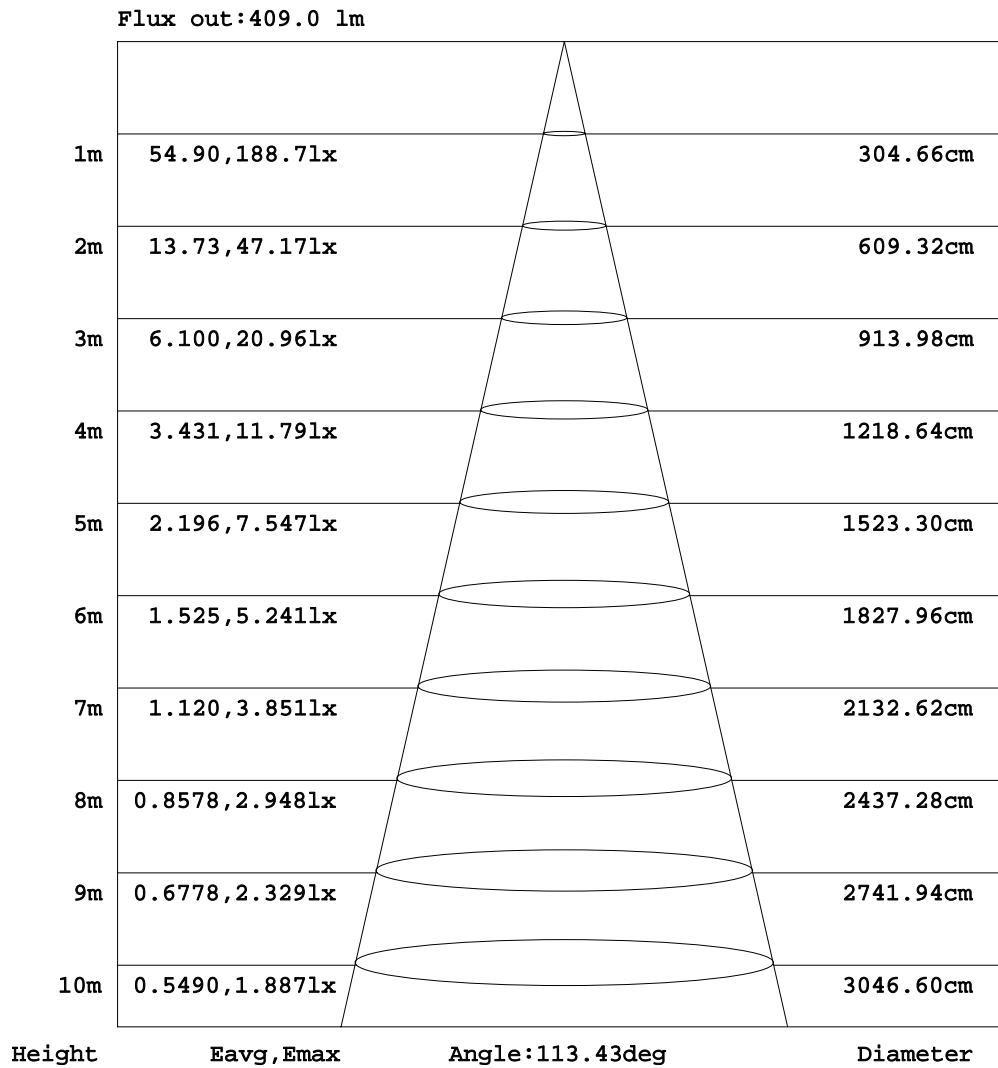 Flux out:409.0 lm
1m 54.90,188.7lx 304.66cm
2m 13.73,47.17lx 609.32cm
3m 6.100,20.96lx 913.98cm
4m 3.431,11.79lx 1218.64cm
5m 2.196,7.547lx 1523.30cm
6m 1.525,5.241lx 1827.96cm
7m 1.120,3.851lx 2132.62cm
8m 0.8578,2.948lx 2437.28cm
9m 0.6778,2.329lx 2741.94cm
10m 0.5490,1.887lx 3046.60cm
Height Eavg,Emax Angle:113.43deg Diameter